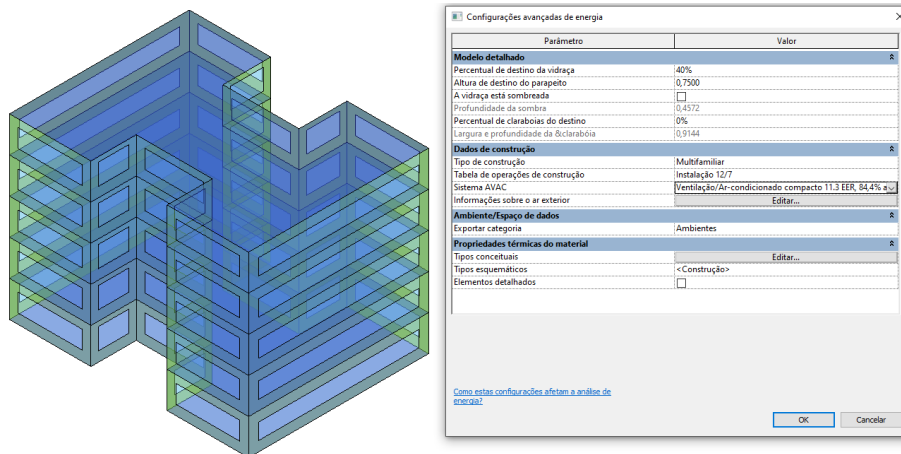 Configurações avançadas de energia
Parâmetro Valor
Modelo detalhado
Percentual de destino da vidraça 40%
Altura de destino do parapeito 0,7500
A vidraça está sombreada
Profundidade da sombra 0,4572
Percentual de claraboias do destino 0%
Largura e profundidade da &clarabóia 0,9144
Dados de construção
Tipo de construção Multifamiliar
Tabela de operações de construção Instalação 12/7
Sistema AVAC Ventilação/Ar-condicionado compacto 11.3 EER, 84,4% a
Informações sobre o ar exterior Editar...
Ambiente/Espaço de dados
Exportar categoria Ambientes
Propriedades térmicas do material
Tipos conceituais Editar...
Tipos esquemáticos <Construção>
Elementos detalhados
Como estas configurações afetam a análise de
energia?
OK Cancelar